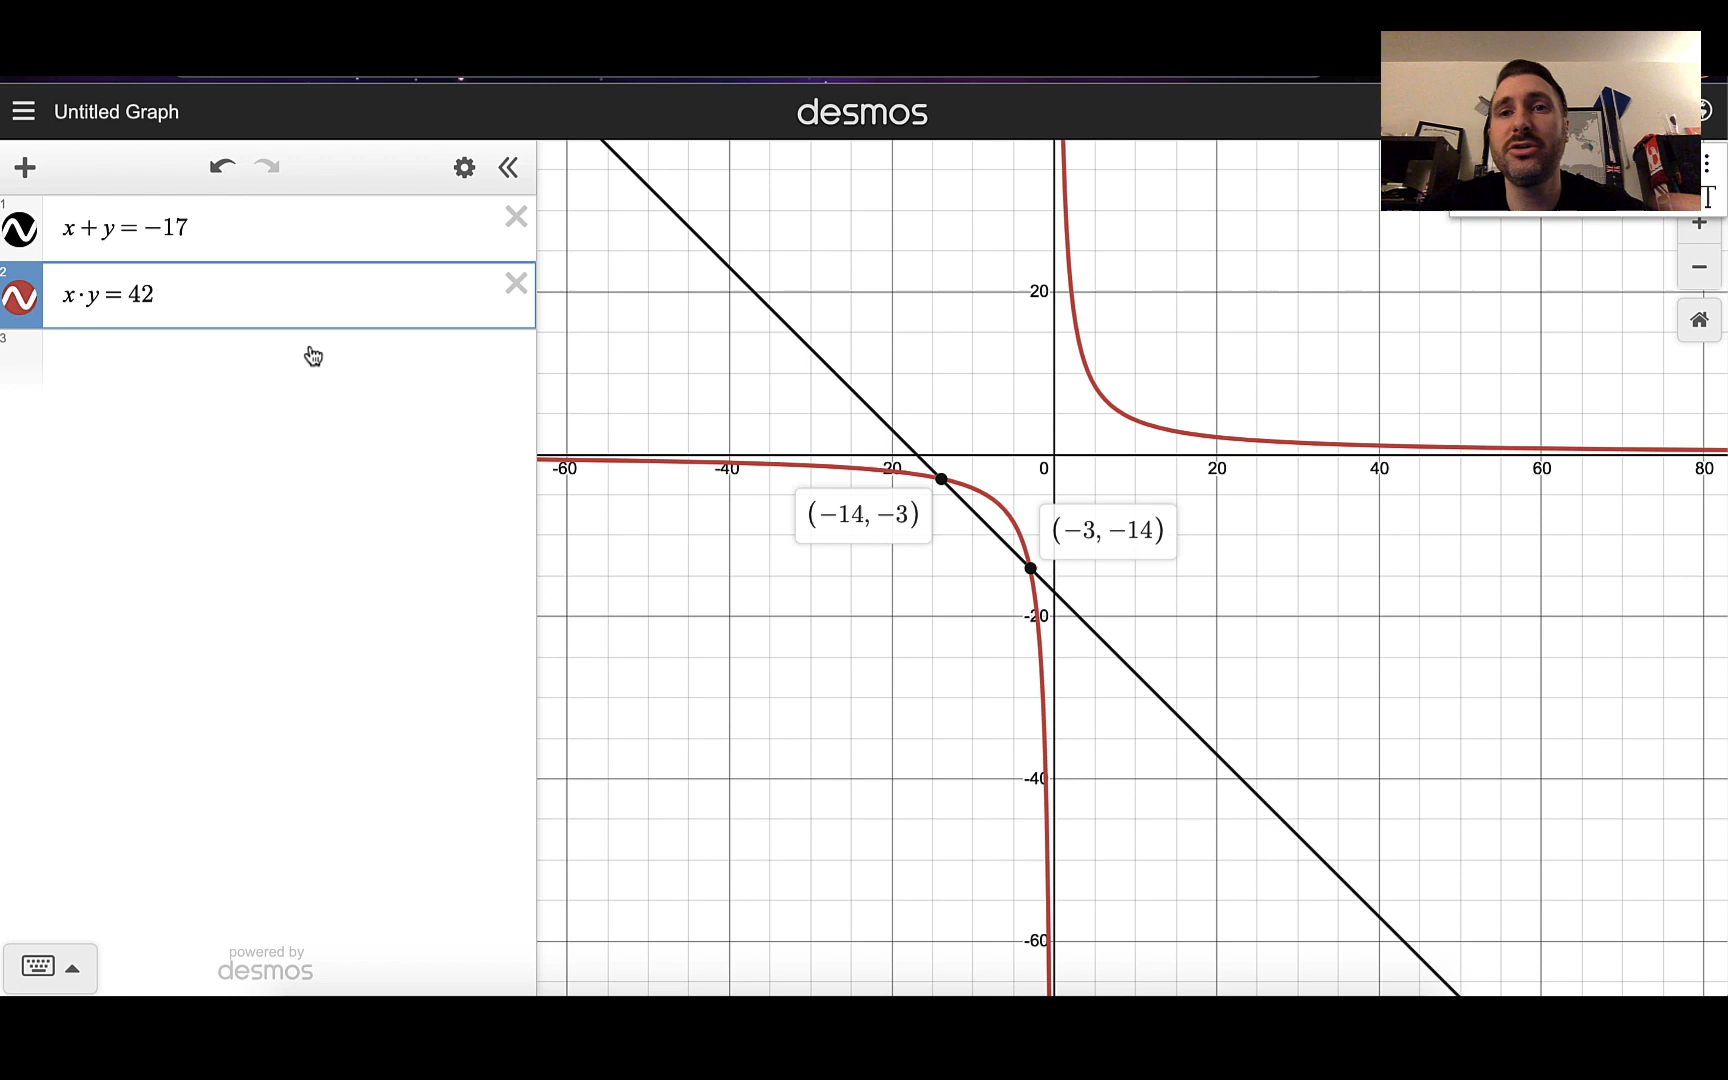 Untitled Graph
desmos
1
x + y = −17
2
x · y = 42
3
T
20
-60
-40
-20
0
20
40
60
80
(−14, −3)
(−3, −14)
-20
-40
-60
powered by
desmos